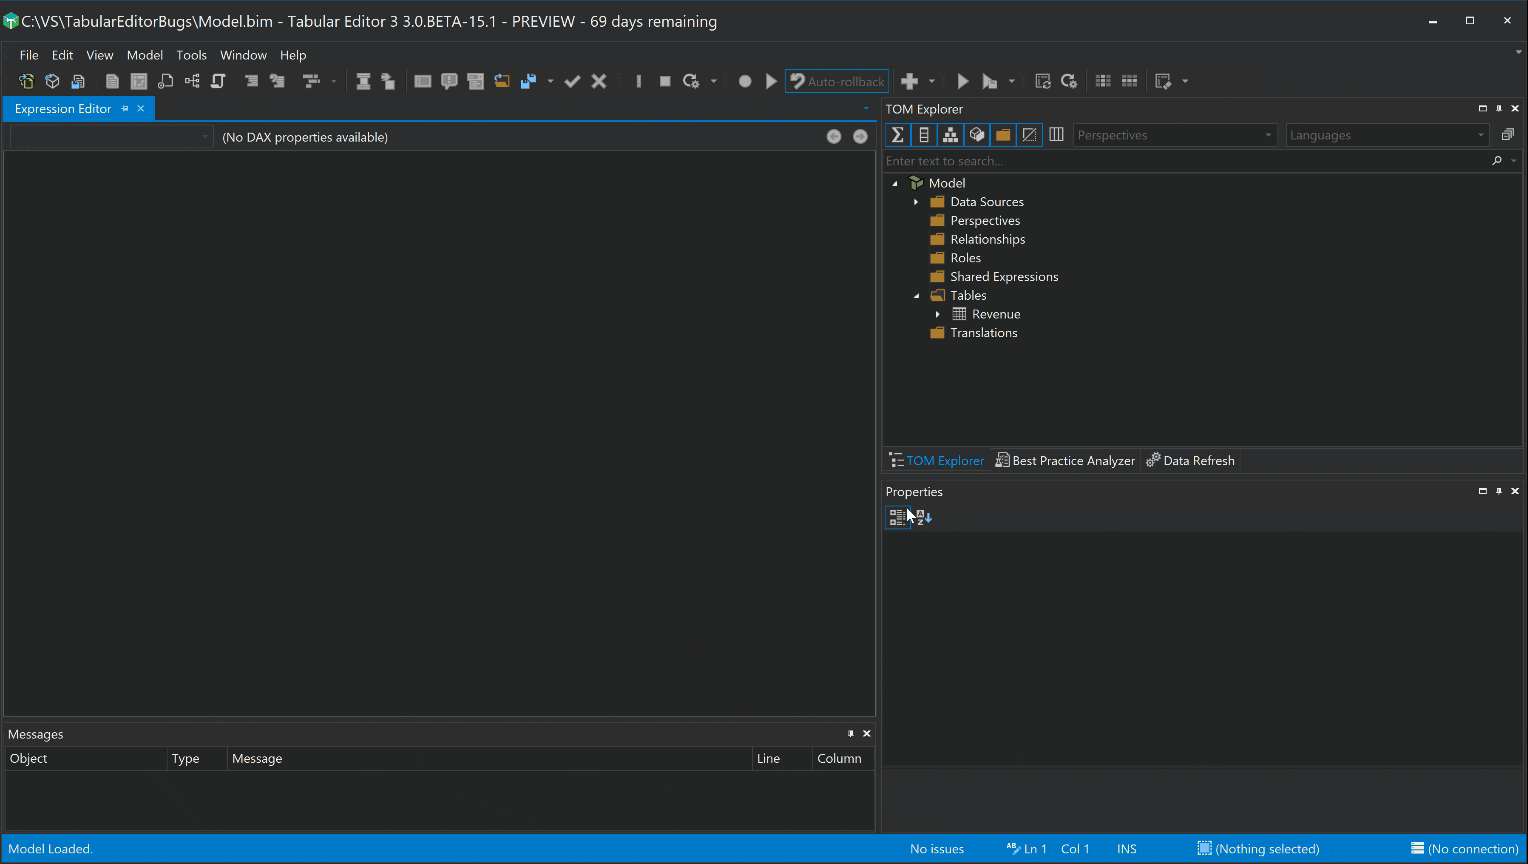 C:\VS\TabularEditorBugs\Model.bim - Tabular Editor 3 3.0.BETA-15.1 - PREVIEW - 69 days remaining
File Edit View Model Tools Window Help
Auto-rollback
Expression Editor
(No DAX properties available)
TOM Explorer
Perspectives
Languages
Enter text to search...
Model
Data Sources
Perspectives
Relationships
Roles
Shared Expressions
Tables
Revenue
Translations
TOM Explorer Best Practice Analyzer Data Refresh
Properties
Messages
Object Type Message Line Column
Model Loaded. No issues Ln 1 Col 1 INS (Nothing selected) (No connection)